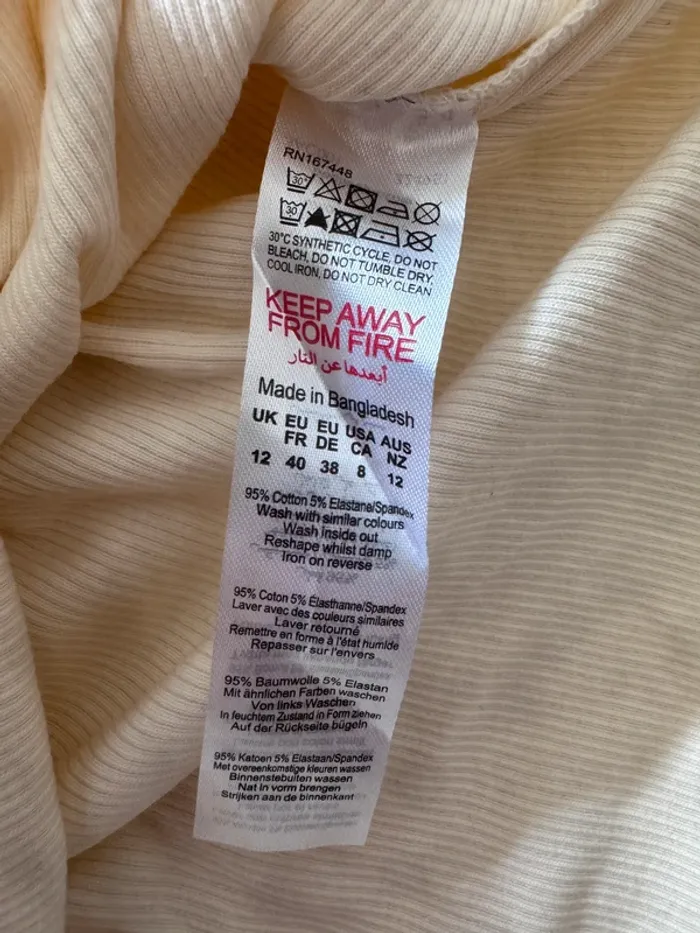 RN167448
30°
30
30°C SYNTHETIC CYCLE, DO NOT
BLEACH, DO NOT TUMBLE DRY,
COOL IRON, DO NOT DRY CLEAN
KEEP AWAY
FROM FIRE
أبعدها عن النار
Made in Bangladesh
UK EU EU USA AUS
FR DE CA NZ
12 40 38 8 12
95% Cotton 5% Elastane/Spandex
Wash with similar colours
Wash inside out
Reshape whilst damp
Iron on reverse
95% Coton 5% Élasthanne/Spandex
Laver avec des couleurs similaires
Laver retourné
Remettre en forme à l'état humide
Repasser sur l'envers
95% Baumwolle 5% Elastan
Mit ähnlichen Farben waschen
Von links Waschen
In feuchtem Zustand in Form ziehen
Auf der Rückseite bügeln
95% Katoen 5% Elastaan/Spandex
Met overeenkomstige kleuren wassen
Binnenstebuiten wassen
Nat in vorm brengen
Strijken aan de binnenkant